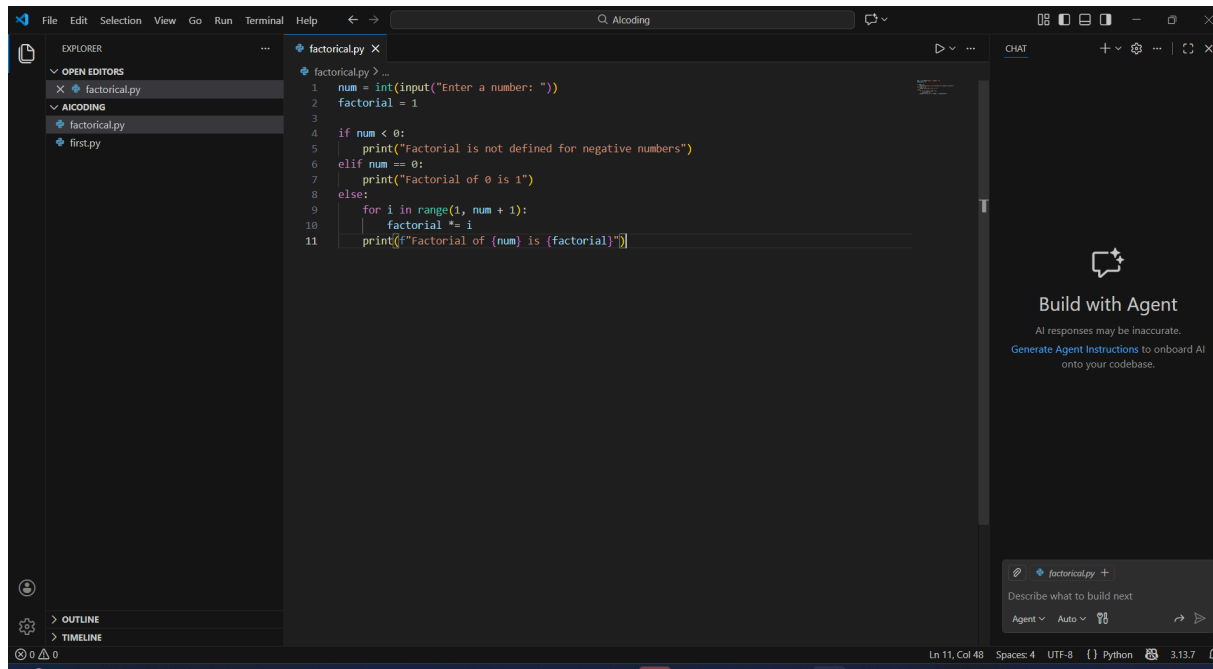 File Edit Selection View Go Run Terminal Help
AIcoding
EXPLORER
OPEN EDITORS
factorical.py
AICODING
factorical.py
first.py
OUTLINE
TIMELINE
factorical.py
factorical.py > ...
1 num = int(input("Enter a number: "))
2 factorial = 1
3
4 if num < 0:
5     print("Factorial is not defined for negative numbers")
6 elif num == 0:
7     print("Factorial of 0 is 1")
8 else:
9     for i in range(1, num + 1):
10         factorial *= i
11     print(f"Factorial of {num} is {factorial}")
CHAT
Build with Agent
AI responses may be inaccurate.
Generate Agent Instructions to onboard AI
onto your codebase.
factorical.py
Describe what to build next
Agent Auto
0 0
Ln 11, Col 48 Spaces: 4 UTF-8 {} Python 3.13.7